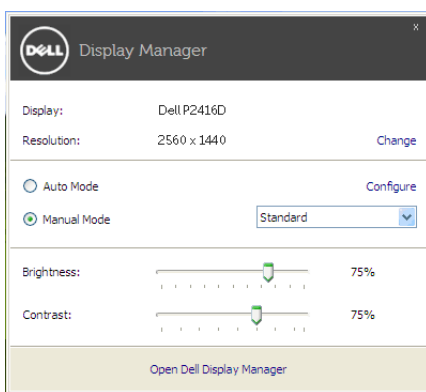 DELL Display Manager
x
Display: Dell P2416D
Resolution: 2560 x 1440 Change
Auto Mode Configure
Manual Mode Standard
Brightness: 75%
Contrast: 75%
Open Dell Display Manager